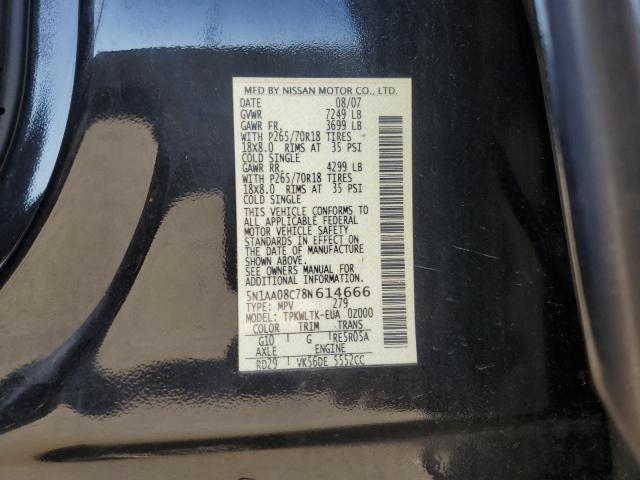 MFD BY NISSAN MOTOR CO., LTD.
DATE 08/07
GVWR 7249 LB
GAWR FR. 3699 LB
WITH P265/70R18 TIRES
18x8.0 RIMS AT 35 PSI
COLD SINGLE
GAWR RR. 4299 LB
WITH P265/70R18 TIRES
18x8.0 RIMS AT 35 PSI
COLD SINGLE
THIS VEHICLE CONFORMS TO
ALL APPLICABLE FEDERAL
MOTOR VEHICLE SAFETY
STANDARDS IN EFFECT ON
THE DATE OF MANUFACTURE
SHOWN ABOVE.
SEE OWNERS MANUAL FOR
ADDITIONAL INFORMATION
5N1AA08C78N614666
TYPE: MPV 279
MODEL: TPKWLTK-EUA 0Z000
COLOR TRIM TRANS
G10 G RE5R05A
AXLE ENGINE
RD29 VK56DE 5552CC